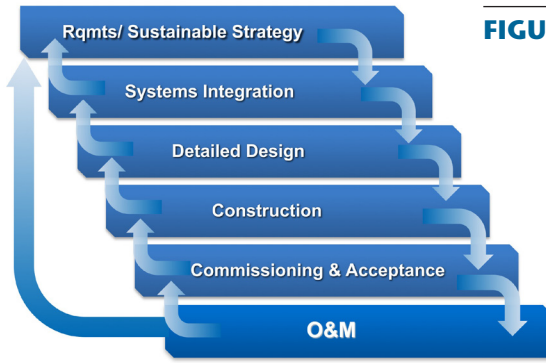 FIGU
Rqmts/ Sustainable Strategy
Systems Integration
Detailed Design
Construction
Commissioning & Acceptance
O&M